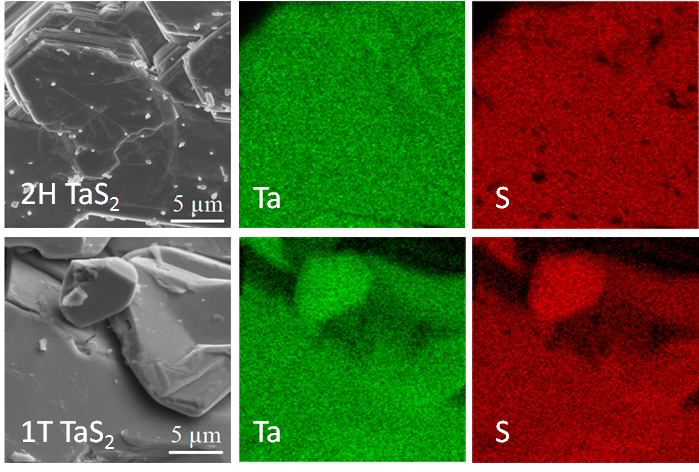 2H TaS₂
5 µm
Ta
S
1T TaS₂
5 µm
Ta
S